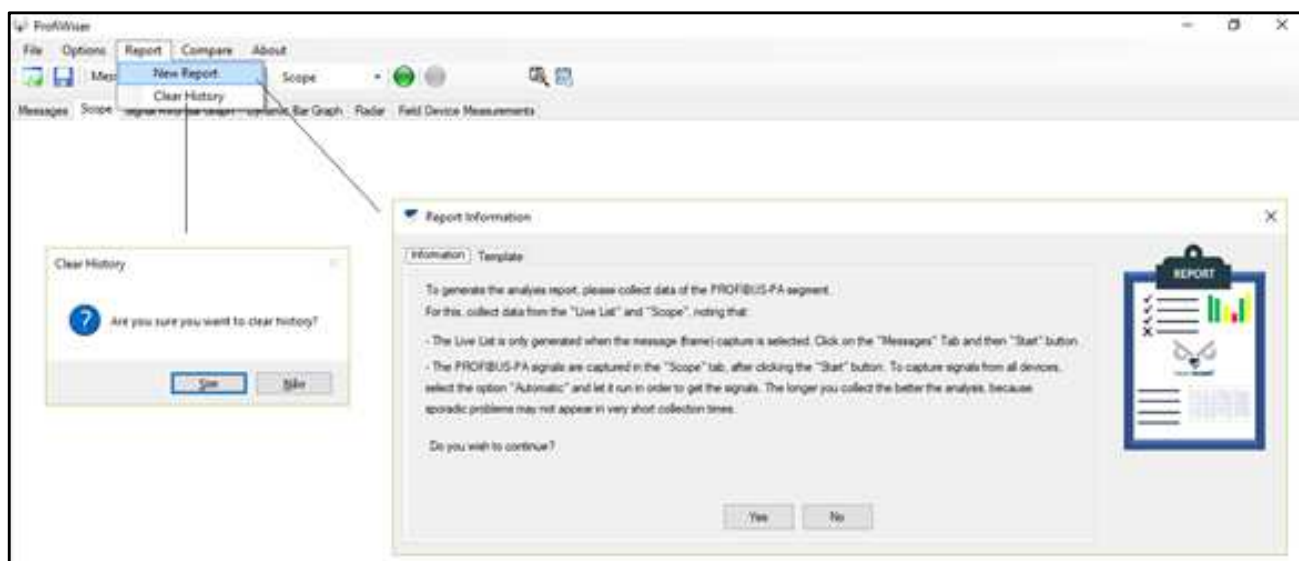 ProfiWiser
File Options Report Compare About
Mes
New Report
Scope
Clear History
Messages Scope Bar Graph Radar Field Device Measurements
Report Information
Information Template
REPORT
Clear History
To generate the analysis report, please collect data of the PROFIBUS-PA segment.
For this, collect data from the "Live List" and "Scope", noting that:
Are you sure you want to clear history?
- The Live List is only generated when the message (frame) capture is selected. Click on the "Messages" Tab and then "Start" button.
- The PROFIBUS-PA signals are captured in the "Scope" tab, after clicking the "Start" button. To capture signals from all devices,
select the option "Automatic" and let it run in order to get the signals. The longer you collect the better the analysis, because
sporadic problems may not appear in very short collection times.
Sim Não
Do you wish to continue?
Yes No